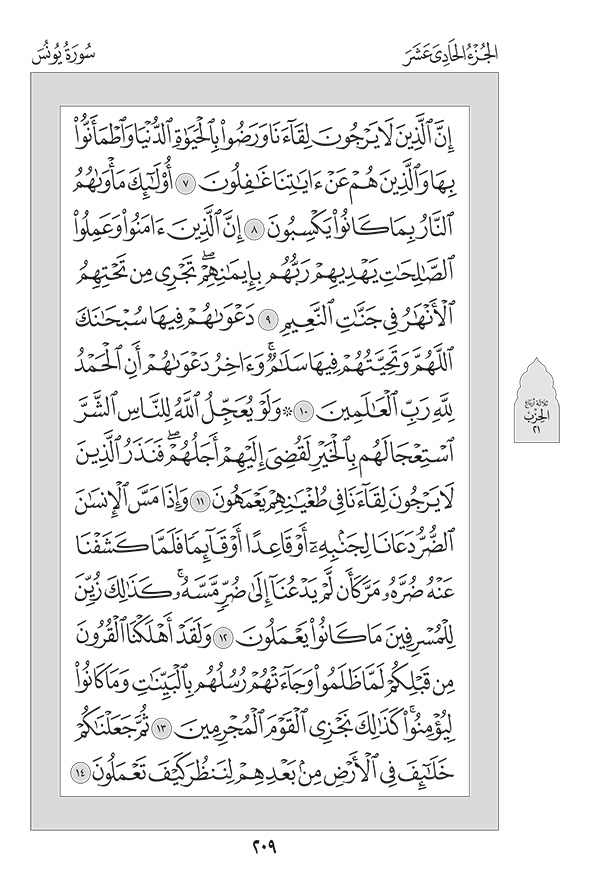 الجُزْءُ الحَادِي عَشَرَ
سُورَةُ يُونُسَ
إِنَّ ٱلَّذِينَ لَا يَرْجُونَ لِقَآءَنَا وَرَضُوا۟ بِٱلْحَيَوٰةِ ٱلدُّنْيَا وَٱطْمَأَنُّوا۟
بِهَا وَٱلَّذِينَ هُمْ عَنْ ءَايَـٰتِنَا غَـٰفِلُونَ ٧ أُو۟لَـٰٓئِكَ مَأْوَىٰهُمُ
ٱلنَّارُ بِمَا كَانُوا۟ يَكْسِبُونَ ٨ إِنَّ ٱلَّذِينَ ءَامَنُوا۟ وَعَمِلُوا۟
ٱلصَّـٰلِحَـٰتِ يَهْدِيهِمْ رَبُّهُم بِإِيمَـٰنِهِمْ ۖ تَجْرِى مِن تَحْتِهِمُ
ٱلْأَنْهَـٰرُ فِى جَنَّـٰتِ ٱلنَّعِيمِ ٩ دَعْوَىٰهُمْ فِيهَا سُبْحَـٰنَكَ
ٱللَّهُمَّ وَتَحِيَّتُهُمْ فِيهَا سَلَـٰمٌ ۚ وَءَاخِرُ دَعْوَىٰهُمْ أَنِ ٱلْحَمْدُ
لِلَّهِ رَبِّ ٱلْعَـٰلَمِينَ ١٠ ۞ وَلَوْ يُعَجِّلُ ٱللَّهُ لِلنَّاسِ ٱلشَّرَّ
ٱسْتِعْجَالَهُم بِٱلْخَيْرِ لَقُضِىَ إِلَيْهِمْ أَجَلُهُمْ ۖ فَنَذَرُ ٱلَّذِينَ
لَا يَرْجُونَ لِقَآءَنَا فِى طُغْيَـٰنِهِمْ يَعْمَهُونَ ١١ وَإِذَا مَسَّ ٱلْإِنسَـٰنَ
ٱلضُّرُّ دَعَانَا لِجَنۢبِهِۦٓ أَوْ قَاعِدًا أَوْ قَآئِمًا فَلَمَّا كَشَفْنَا
عَنْهُ ضُرَّهُۥ مَرَّ كَأَن لَّمْ يَدْعُنَآ إِلَىٰ ضُرٍّ مَّسَّهُۥ ۚ كَذَٰلِكَ زُيِّنَ
لِلْمُسْرِفِينَ مَا كَانُوا۟ يَعْمَلُونَ ١٢ وَلَقَدْ أَهْلَكْنَا ٱلْقُرُونَ
مِن قَبْلِكُمْ لَمَّا ظَلَمُوا۟ وَجَآءَتْهُمْ رُسُلُهُم بِٱلْبَيِّنَـٰتِ وَمَا كَانُوا۟
لِيُؤْمِنُوا۟ ۚ كَذَٰلِكَ نَجْزِى ٱلْقَوْمَ ٱلْمُجْرِمِينَ ١٣ ثُمَّ جَعَلْنَـٰكُمْ
خَلَـٰٓئِفَ فِى ٱلْأَرْضِ مِنۢ بَعْدِهِمْ لِنَنظُرَ كَيْفَ تَعْمَلُونَ ١٤
ثلاثة أرباع
الحزب
٢١
٢٠٩